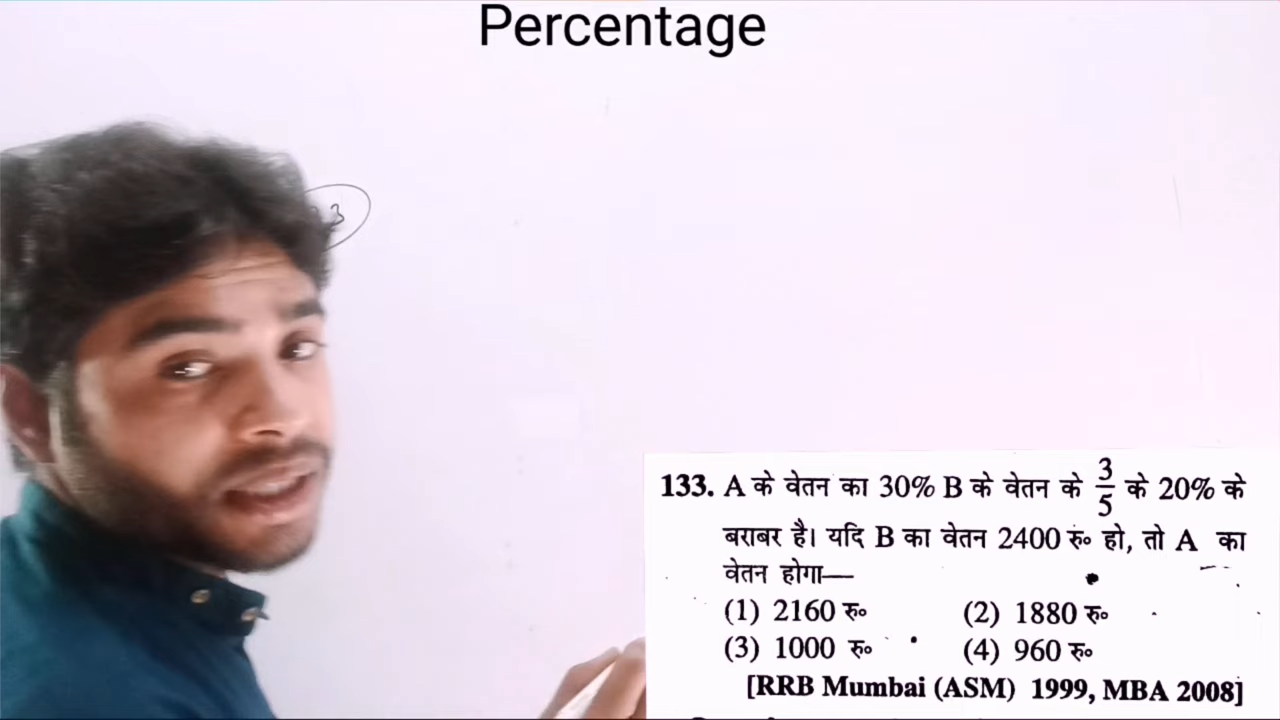 Percentage
3
133. A के वेतन का 30% B के वेतन के 3/5 के 20% के
बराबर है। यदि B का वेतन 2400 रु॰ हो, तो A का
वेतन होगा—
(1) 2160 रु॰ (2) 1880 रु॰
(3) 1000 रु॰ (4) 960 रु॰
[RRB Mumbai (ASM) 1999, MBA 2008]